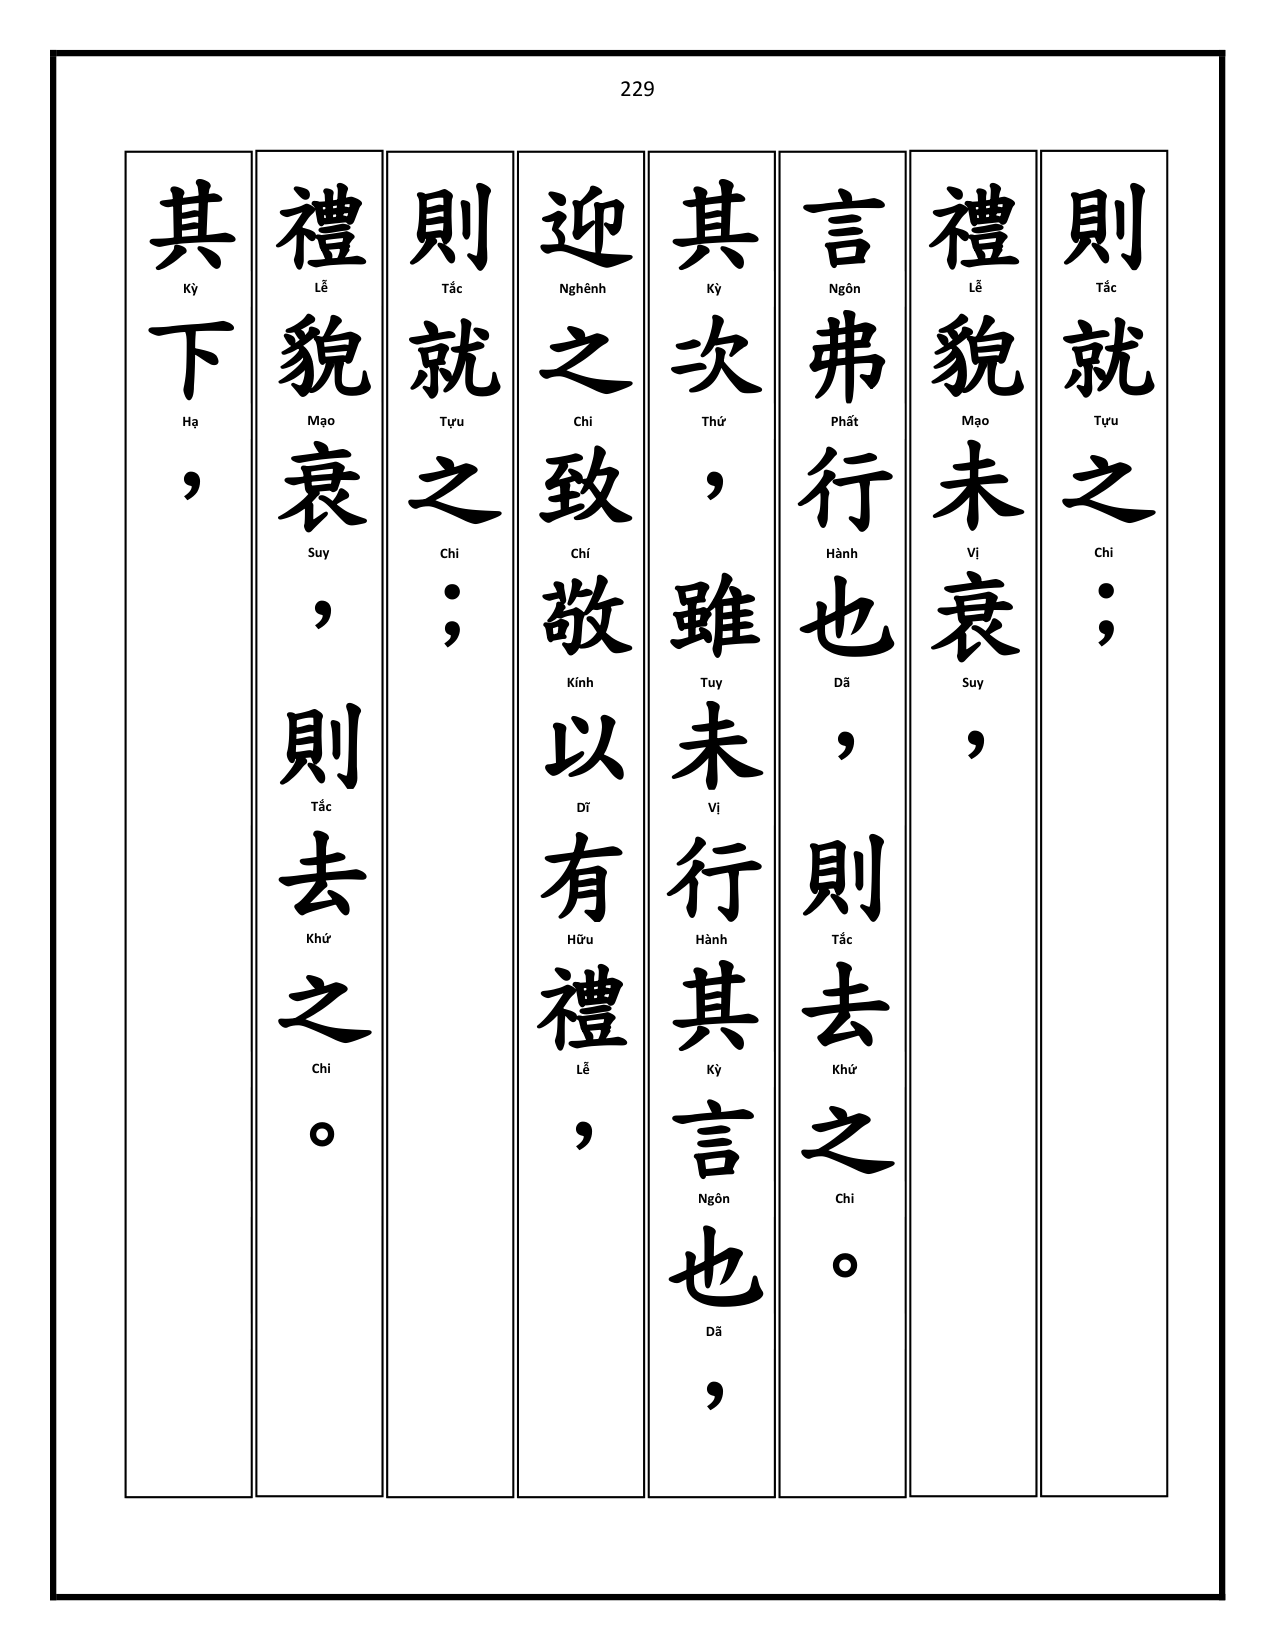 229
則就之；
Tắc Tựu Chi
禮貌未衰，
Lễ Mạo Vị Suy
言弗行也，則去之。
Ngôn Phất Hành Dã Tắc Khứ Chi
其次，雖未行其言也，
Kỳ Thứ Tuy Vị Hành Kỳ Ngôn Dã
迎之致敬以有禮，
Nghênh Chi Chí Kính Dĩ Hữu Lễ
則就之；
Tắc Tựu Chi
禮貌衰，則去之。
Lễ Mạo Suy Tắc Khứ Chi
其下，
Kỳ Hạ